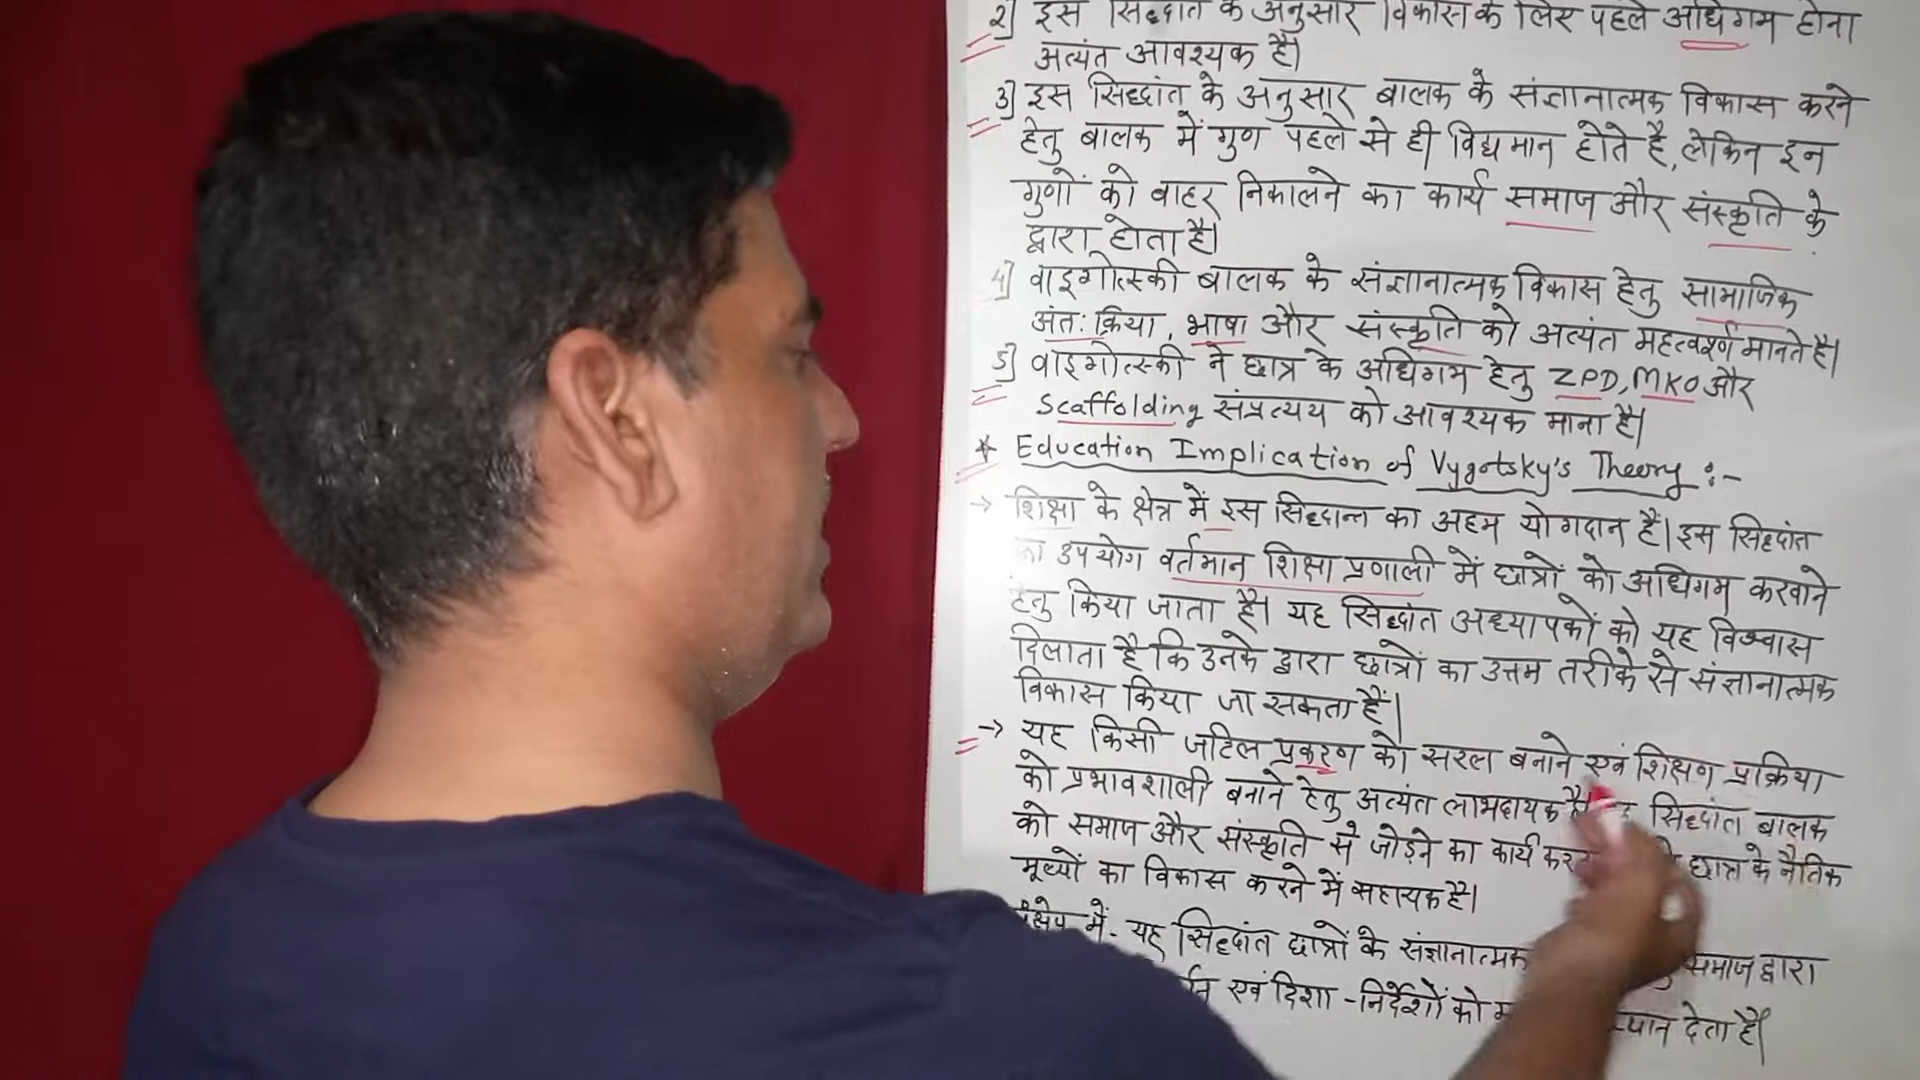 2] इस सिद्धांत के अनुसार विकास के लिए पहले अधिगम होना
अत्यंत आवश्यक है।
3] इस सिद्धांत के अनुसार बालक के संज्ञानात्मक विकास करने
हेतु बालक में गुण पहले से ही विद्यमान होते है, लेकिन इन
गुणों को बाहर निकालने का कार्य समाज और संस्कृति के
द्वारा होता है।
4] वाइगोत्स्की बालक के संज्ञानात्मक विकास हेतु सामाजिक
अंतः क्रिया, भाषा और संस्कृति को अत्यंत महत्वपूर्ण मानते है।
5] वाइगोत्स्की ने छात्र के अधिगम हेतु ZPD, MKO और
Scaffolding संप्रत्यय को आवश्यक माना है।
* Education Implication of Vygotsky's Theory :-
→ शिक्षा के क्षेत्र में इस सिद्धान्त का अहम योगदान हैं। इस सिद्धांत
का उपयोग वर्तमान शिक्षा प्रणाली में छात्रों को अधिगम करवाने
हेतु किया जाता है। यह सिद्धांत अध्यापकों को यह विश्वास
दिलाता है कि उनके द्वारा छात्रों का उत्तम तरीके से संज्ञानात्मक
विकास किया जा सकता हैं।
→ यह किसी जटिल प्रकरण को सरल बनाने एवं शिक्षण प्रक्रिया
को प्रभावशाली बनाने हेतु अत्यंत लाभदायक है। सिद्धांत बालक
को समाज और संस्कृति से जोड़ने का कार्य छात्र के नैतिक
मूल्यों का विकास करने में सहायक है।
में- यह सिद्धांत छात्रों के संज्ञानात्मक समाज द्वारा
एवं दिशा-निर्देशों को देता हैं।